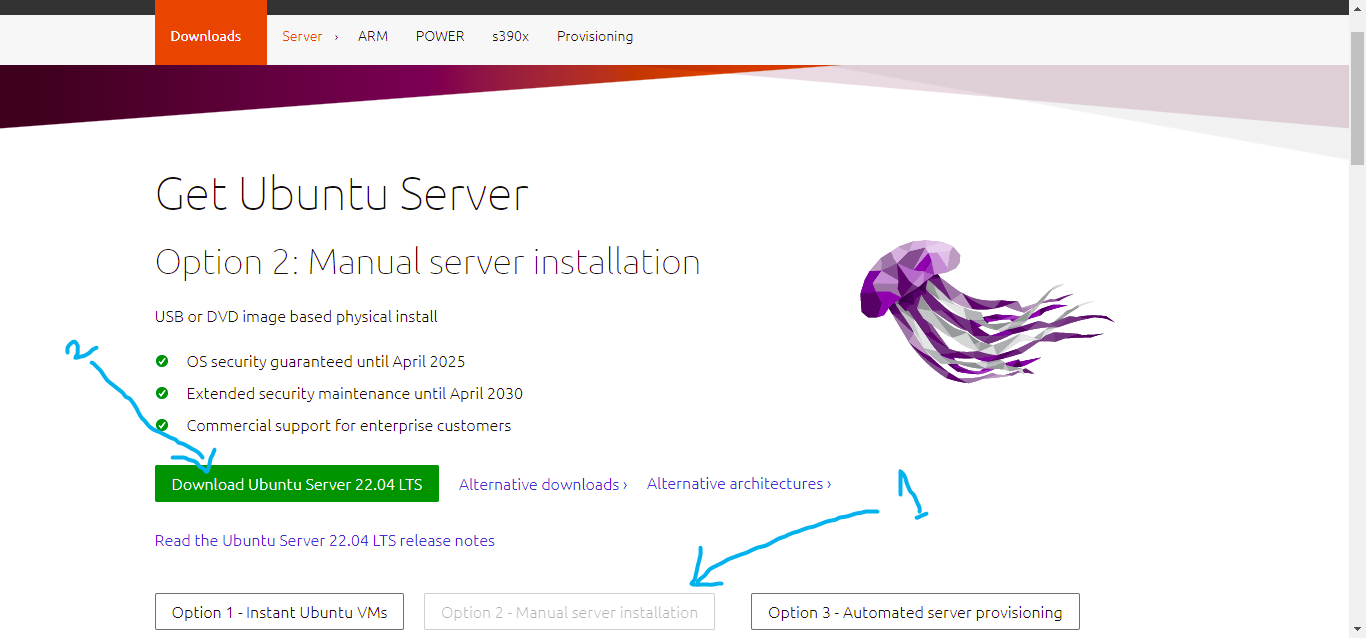 Downloads Server › ARM POWER s390x Provisioning
Get Ubuntu Server
Option 2: Manual server installation
USB or DVD image based physical install
2
OS security guaranteed until April 2025
Extended security maintenance until April 2030
Commercial support for enterprise customers
Download Ubuntu Server 22.04 LTS Alternative downloads › Alternative architectures ›
1
Read the Ubuntu Server 22.04 LTS release notes
Option 1 - Instant Ubuntu VMs Option 2 - Manual server installation Option 3 - Automated server provisioning